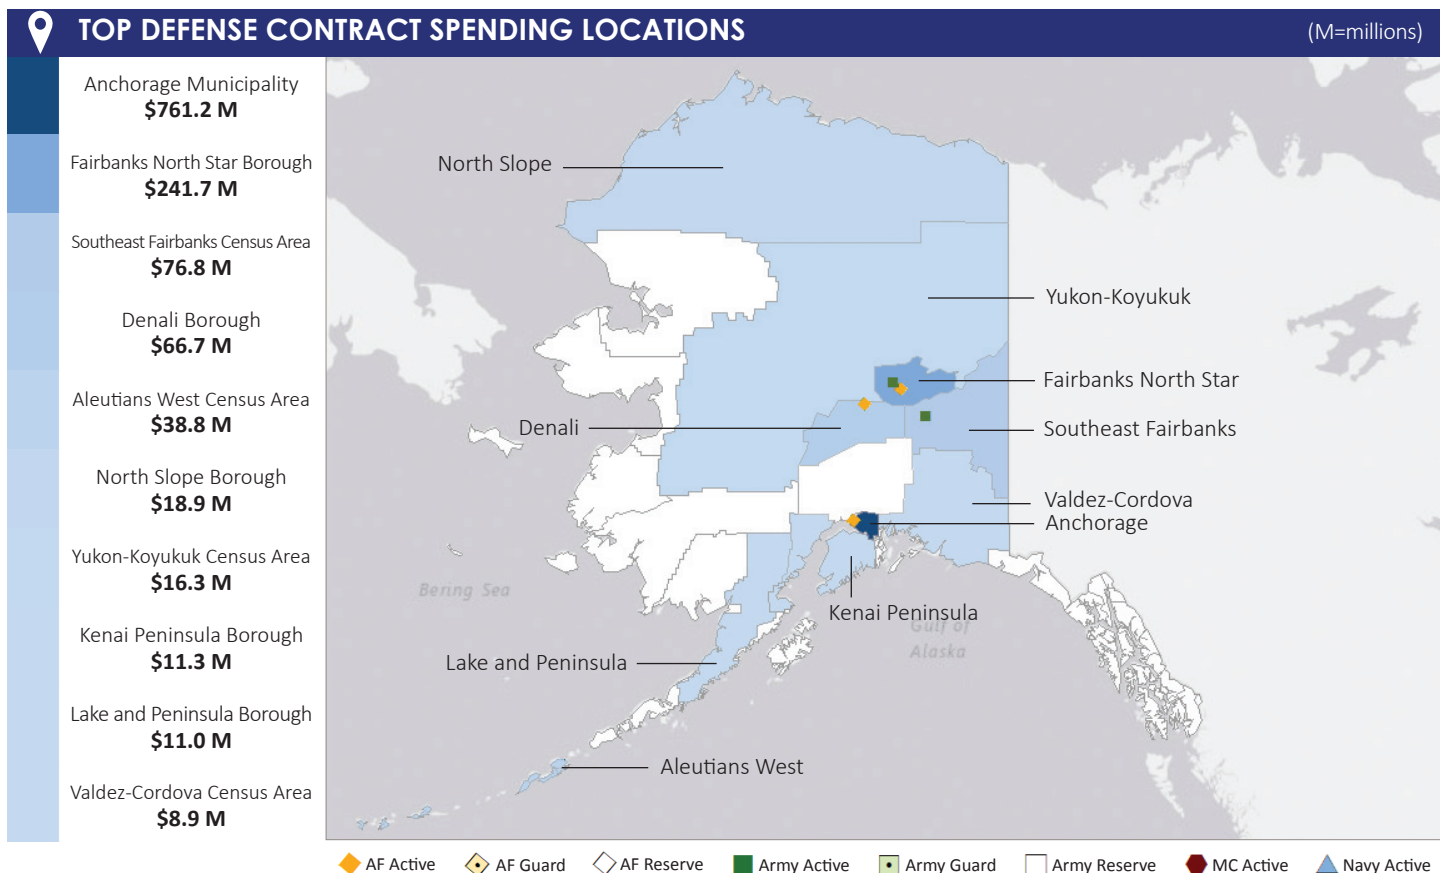 TOP DEFENSE CONTRACT SPENDING LOCATIONS
(M=millions)
Anchorage Municipality
$761.2 M
Fairbanks North Star Borough
$241.7 M
Southeast Fairbanks Census Area
$76.8 M
Denali Borough
$66.7 M
Aleutians West Census Area
$38.8 M
North Slope Borough
$18.9 M
Yukon-Koyukuk Census Area
$16.3 M
Kenai Peninsula Borough
$11.3 M
Lake and Peninsula Borough
$11.0 M
Valdez-Cordova Census Area
$8.9 M
North Slope
Yukon-Koyukuk
Fairbanks North Star
Denali
Southeast Fairbanks
Valdez-Cordova
Anchorage
Bering Sea
Kenai Peninsula
Gulf of
Alaska
Lake and Peninsula
Aleutians West
AF Active
AF Guard
AF Reserve
Army Active
Army Guard
Army Reserve
MC Active
Navy Active